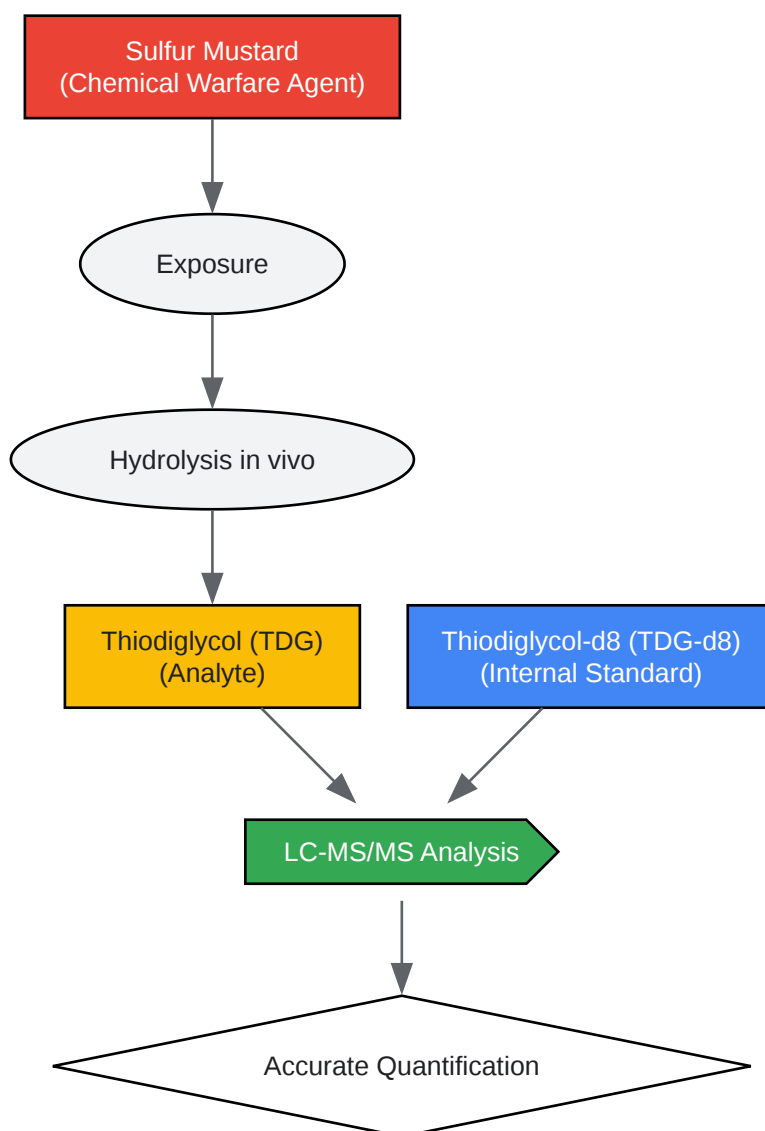 Sulfur Mustard
(Chemical Warfare Agent)
Exposure
Hydrolysis in vivo
Thiodiglycol (TDG)
(Analyte)
Thiodiglycol-d8 (TDG-d8)
(Internal Standard)
LC-MS/MS Analysis
Accurate Quantification